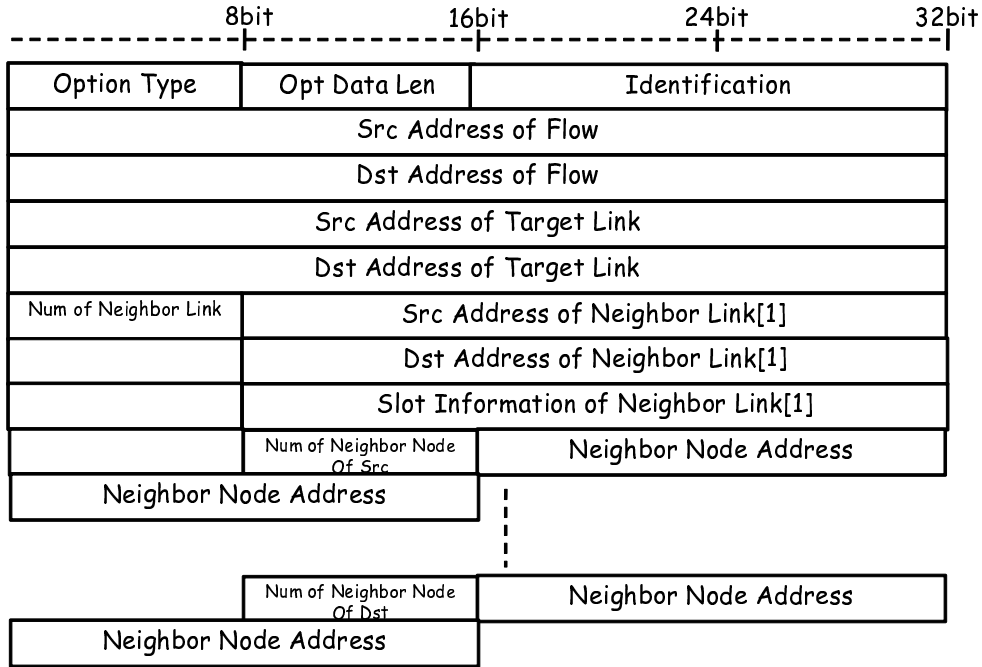 8bit 16bit 24bit 32bit
Option Type Opt Data Len Identification
Src Address of Flow
Dst Address of Flow
Src Address of Target Link
Dst Address of Target Link
Num of Neighbor Link Src Address of Neighbor Link[1]
Dst Address of Neighbor Link[1]
Slot Information of Neighbor Link[1]
Num of Neighbor Node
Of Src
Neighbor Node Address
Neighbor Node Address
Num of Neighbor Node
Of Dst
Neighbor Node Address
Neighbor Node Address